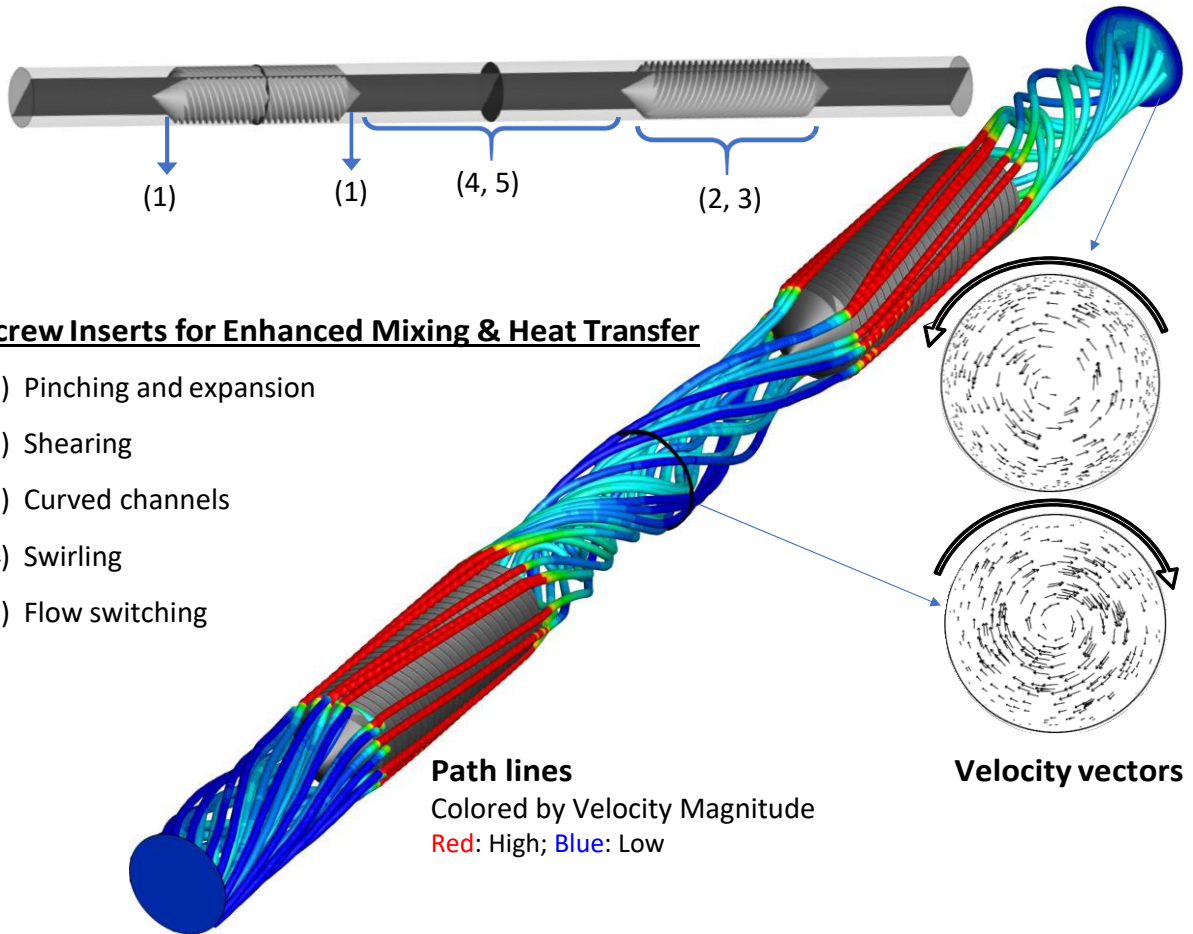 (1)
(1)
(4, 5)
(2, 3)
crew Inserts for Enhanced Mixing & Heat Transfer
) Pinching and expansion
) Shearing
) Curved channels
) Swirling
) Flow switching
Path lines
Colored by Velocity Magnitude
Red: High; Blue: Low
Velocity vectors